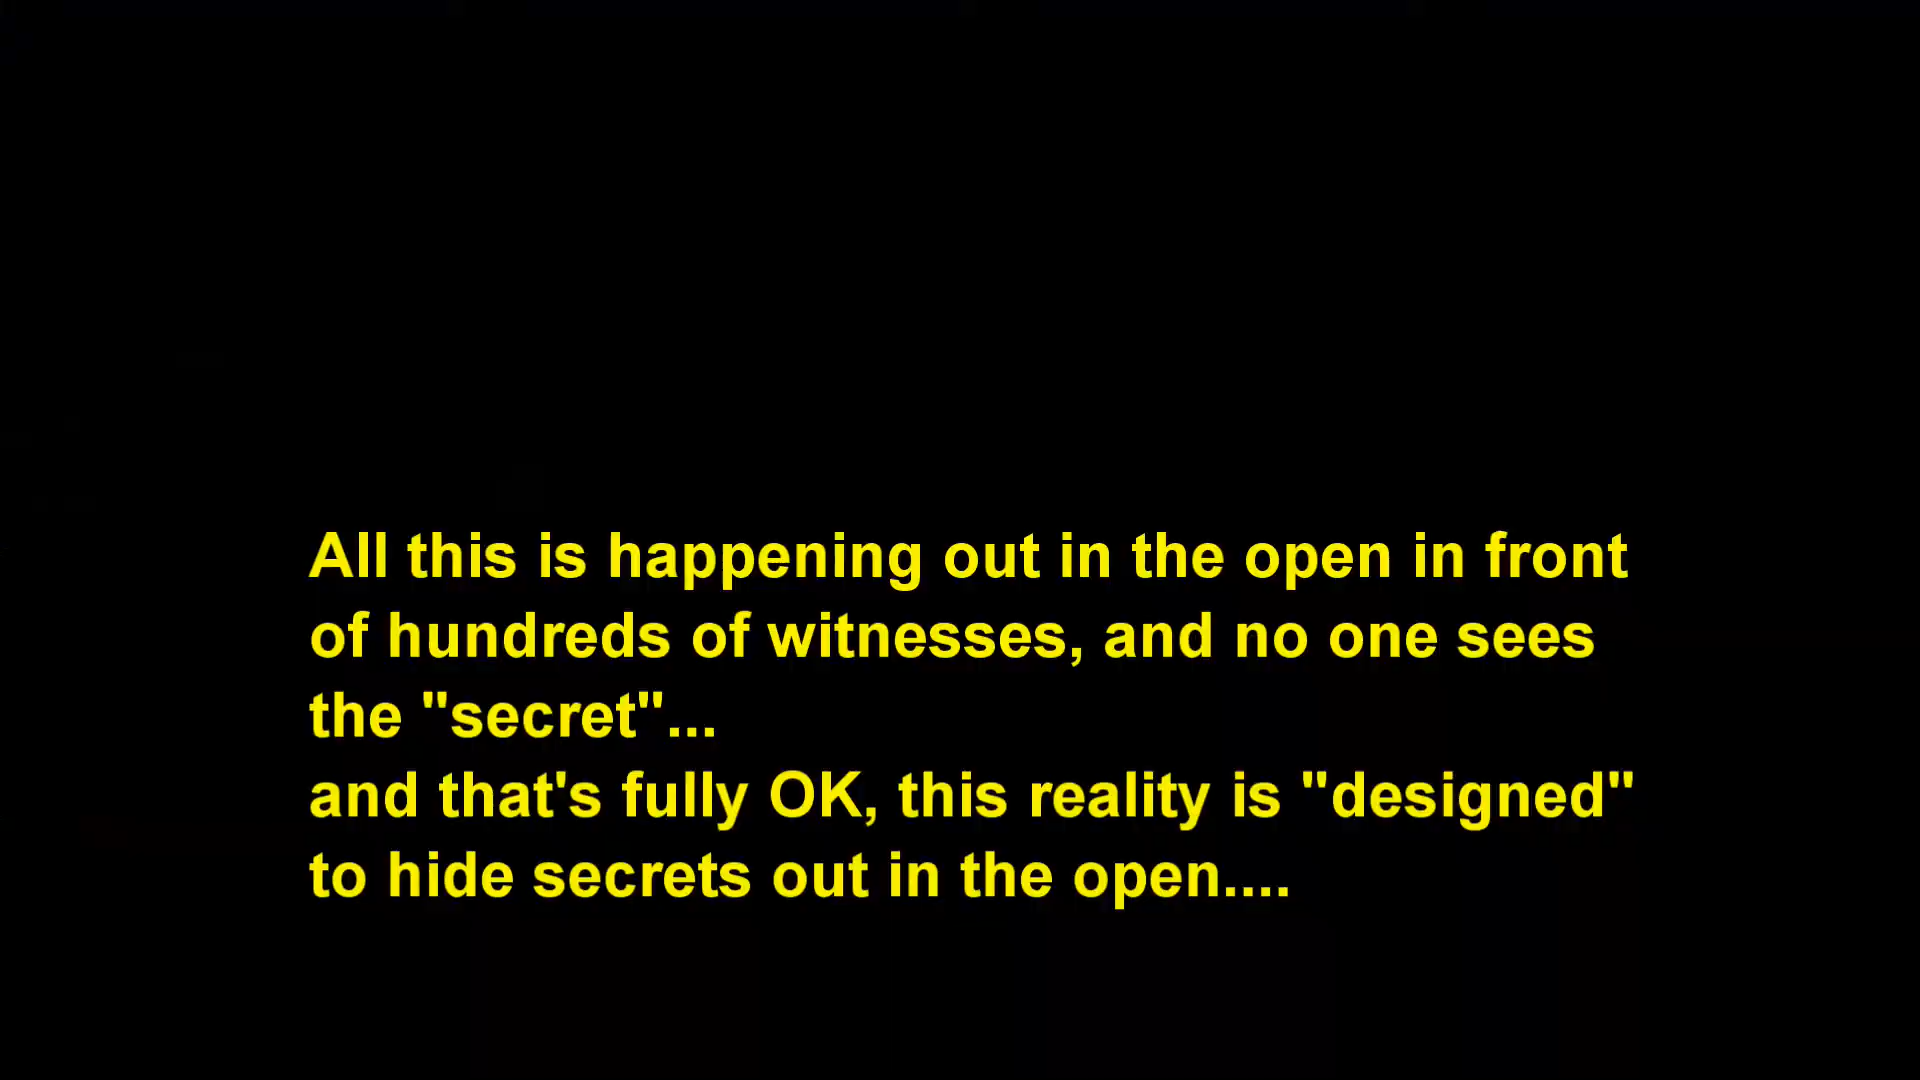 All this is happening out in the open in front
of hundreds of witnesses, and no one sees
the "secret"...
and that's fully OK, this reality is "designed"
to hide secrets out in the open....